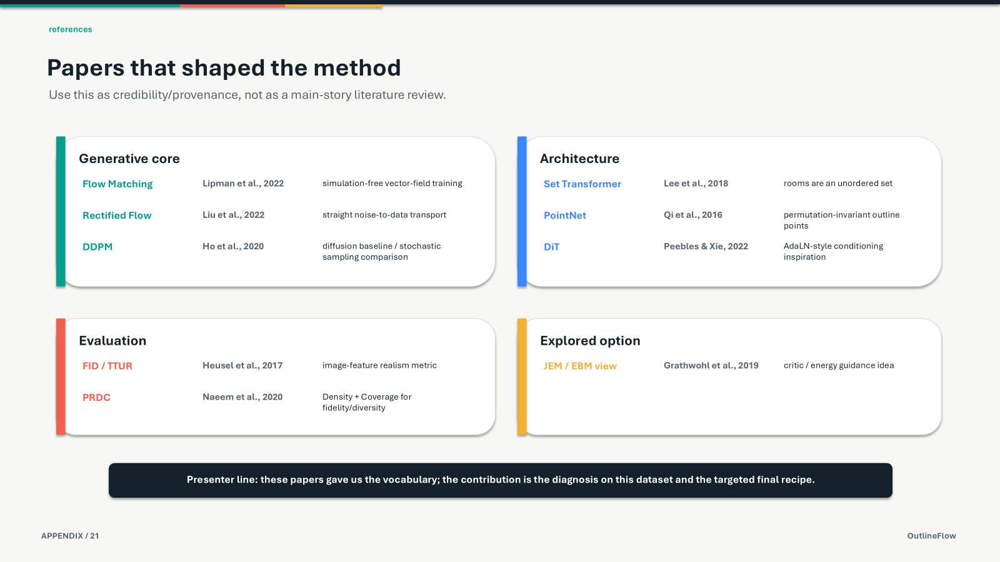 references
Papers that shaped the method
Use this as credibility/provenance, not as a main-story literature review.
Generative core
Flow Matching Lipman et al., 2022 simulation-free vector-field training
Rectified Flow Liu et al., 2022 straight noise-to-data transport
DDPM Ho et al., 2020 diffusion baseline / stochastic
sampling comparison
Architecture
Set Transformer Lee et al., 2018 rooms are an unordered set
PointNet Qi et al., 2016 permutation-invariant outline
points
DiT Peebles & Xie, 2022 AdaLN-style conditioning
inspiration
Evaluation
FID / TTUR Heusel et al., 2017 image-feature realism metric
PRDC Naeem et al., 2020 Density + Coverage for
fidelity/diversity
Explored option
JEM / EBM view Grathwohl et al., 2019 critic / energy guidance idea
Presenter line: these papers gave us the vocabulary; the contribution is the diagnosis on this dataset and the targeted final recipe.
APPENDIX / 21
OutlineFlow